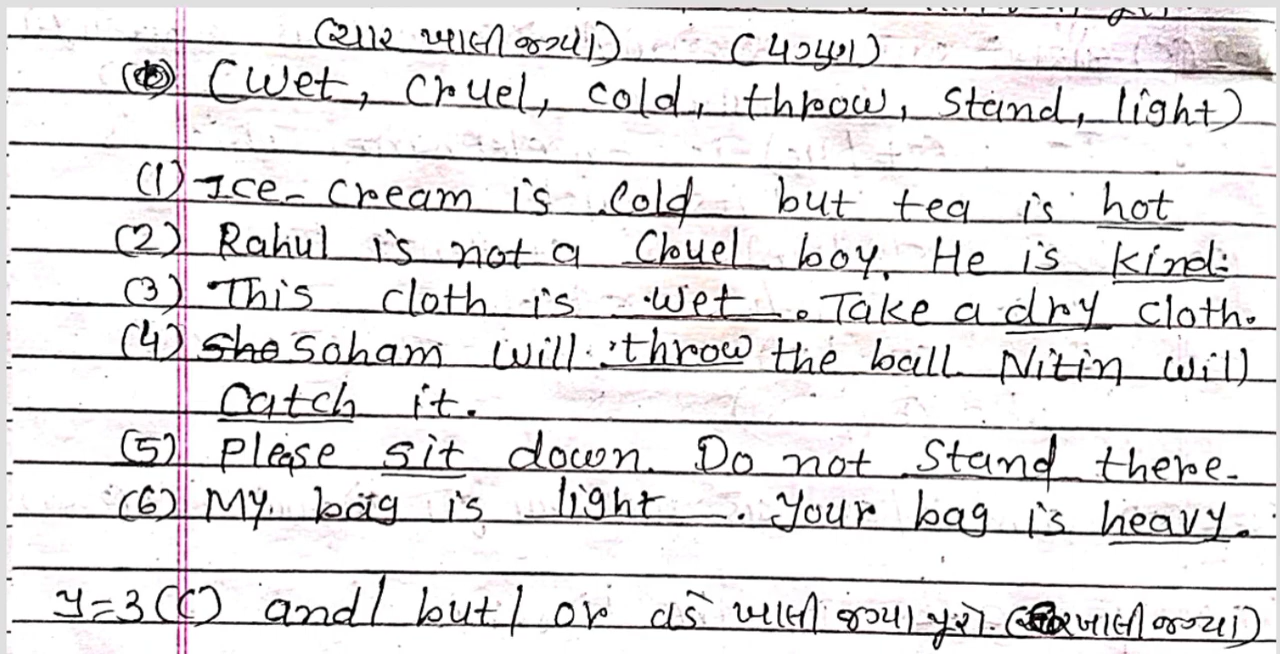 (ચાર ખાલી જગ્યા)
(b) (wet, cruel, cold, throw, stand, light)
(1) Ice-cream is cold but tea is hot
(2) Rahul is not a cruel boy. He is kind.
(3) This cloth is wet. Take a dry cloth.
(4) Soham will throw the ball. Nitin will
catch it.
(5) Please sit down. Do not stand there.
(6) My bag is light. Your bag is heavy.
પ્ર=3 (C) and / but / or વડે ખાલી જગ્યા પુરો. (ચાર ખાલી જગ્યા)